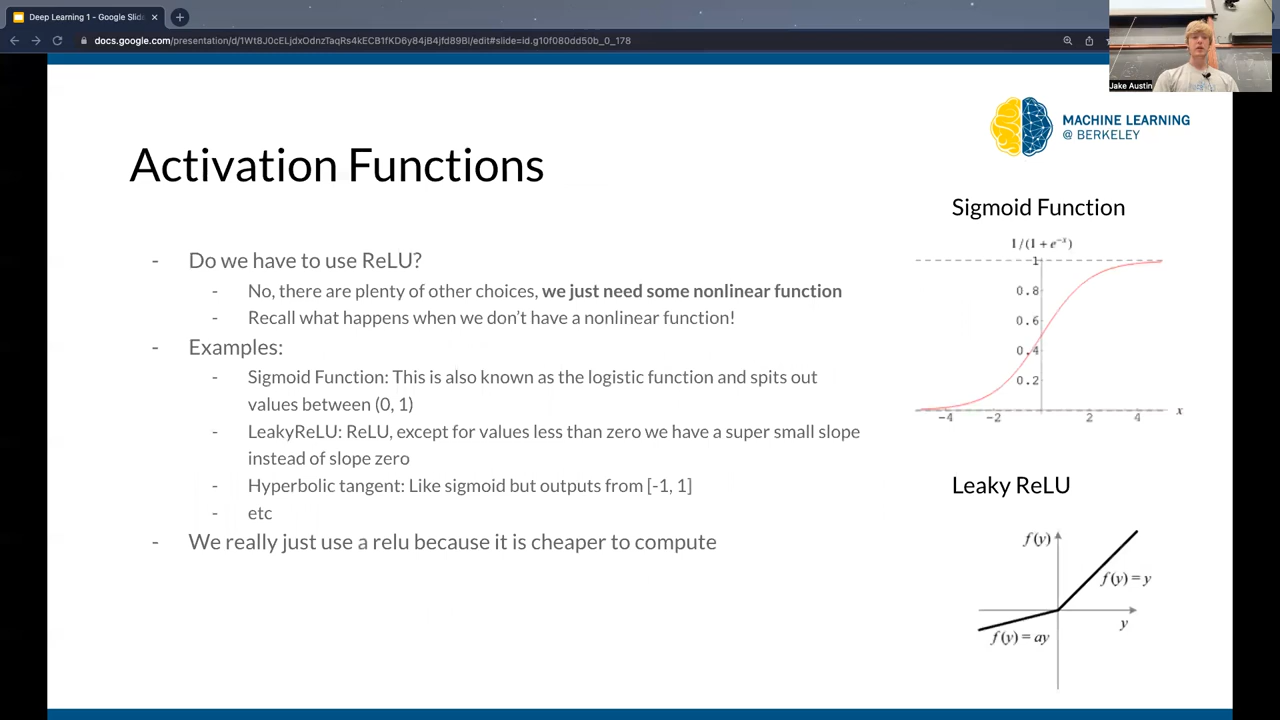 Deep Learning 1 - Google Slid
docs.google.com/presentation/d/1Wt8J0cELjdxOdnzTaqRs4kECB1fKD6y84jB4jfd89BI/edit#slide=id.g10f080dd50b_0_178
Jake Austin
MACHINE LEARNING
@ BERKELEY
Activation Functions
- Do we have to use ReLU?
- No, there are plenty of other choices, we just need some nonlinear function
- Recall what happens when we don't have a nonlinear function!
- Examples:
- Sigmoid Function: This is also known as the logistic function and spits out
values between (0, 1)
- LeakyReLU: ReLU, except for values less than zero we have a super small slope
instead of slope zero
- Hyperbolic tangent: Like sigmoid but outputs from [-1, 1]
- etc
- We really just use a relu because it is cheaper to compute
Sigmoid Function
1/(1 + e⁻ˣ)
1
0.8
0.6
0.4
0.2
−4 −2 2 4 x
Leaky ReLU
f(y)
f(y) = y
y
f(y) = ay